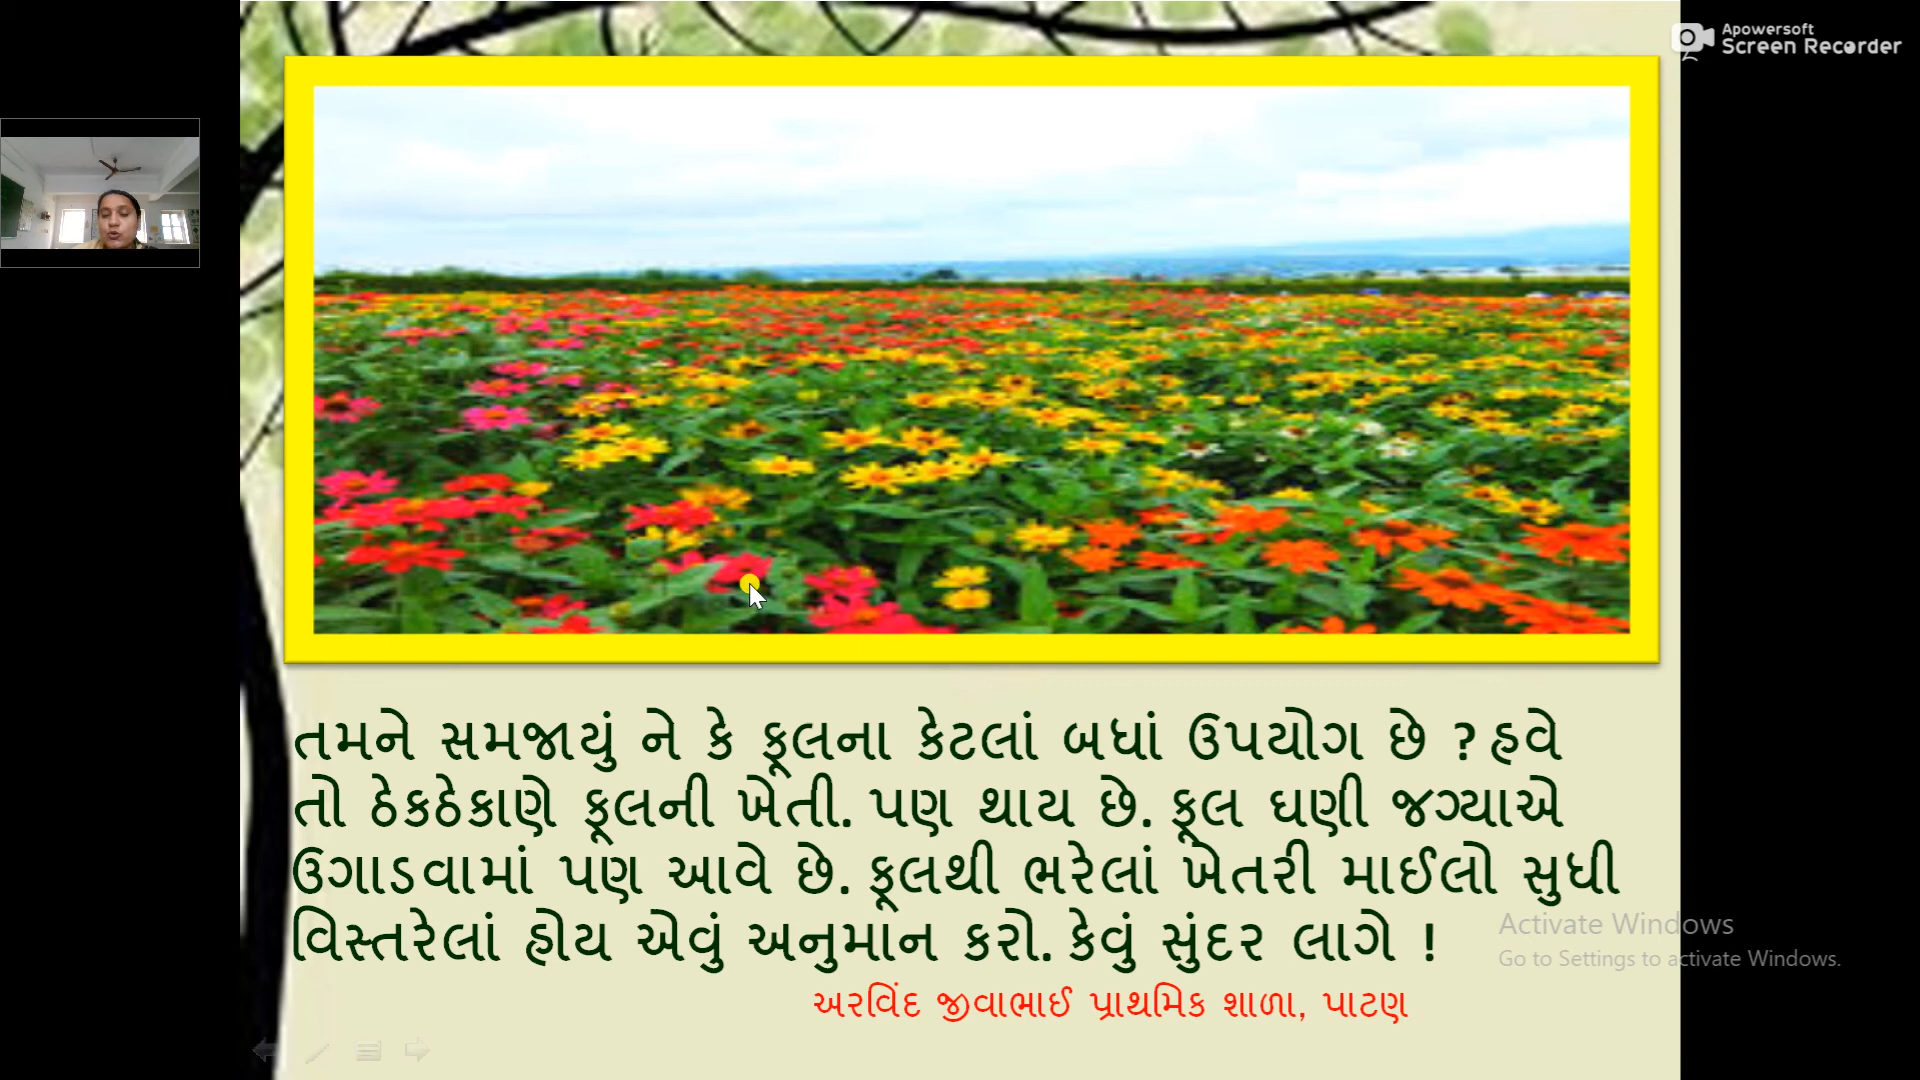 Apowersoft
Screen Recorder
તમને સમજાયું ને કે ફૂલના કેટલાં બધાં ઉપયોગ છે ? હવે
તો ઠેકઠેકાણે ફૂલની ખેતી. પણ થાય છે. ફૂલ ઘણી જગ્યાએ
ઉગાડવામાં પણ આવે છે. ફૂલથી ભરેલાં ખેતરી માઈલો સુધી
વિસ્તરેલાં હોય એવું અનુમાન કરો. કેવું સુંદર લાગે !
Activate Windows
Go to Settings to activate Windows.
અરવિંદ જીવાભાઈ પ્રાથમિક શાળા, પાટણ